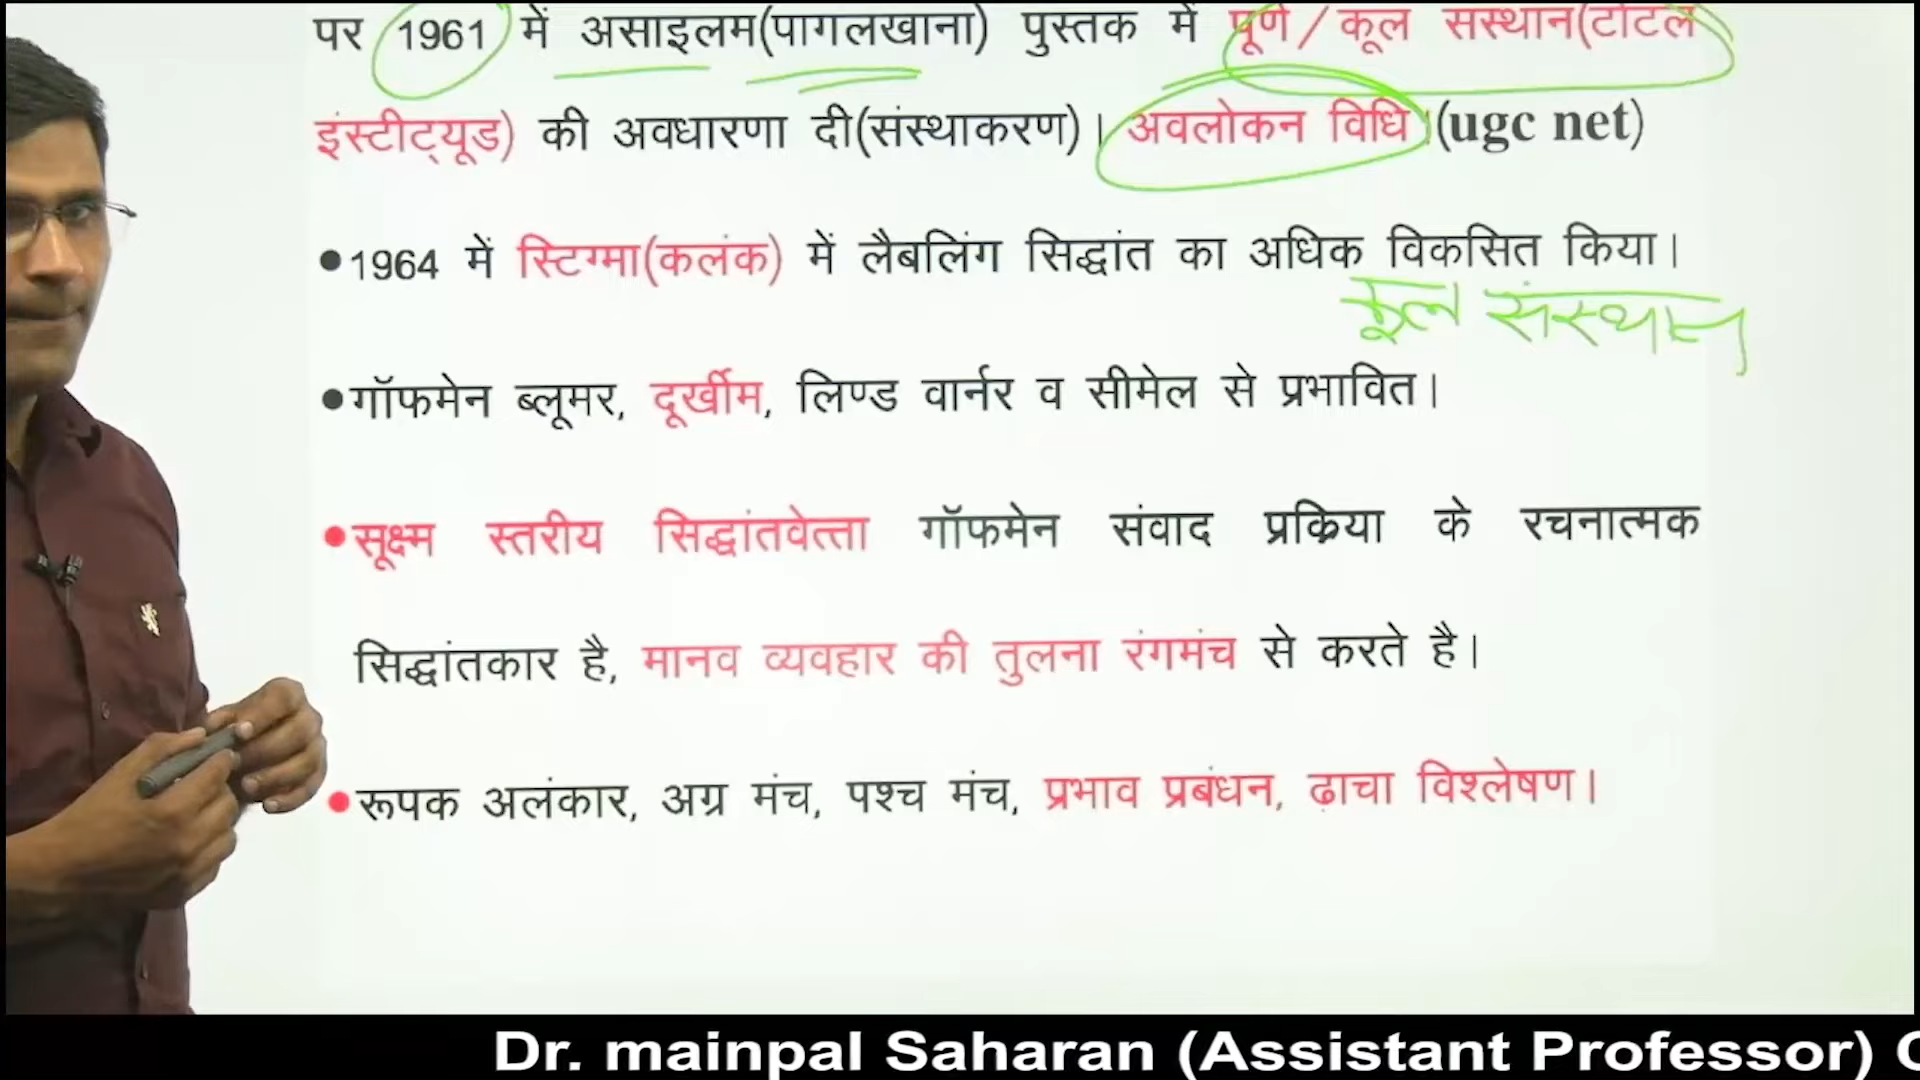 पर 1961 में असाइलम(पागलखाना) पुस्तक में पूर्ण/कूल संस्थान(टोटल
इंस्टीट्यूड) की अवधारणा दी(संस्थाकरण)। अवलोकन विधि।(ugc net)
•1964 में स्टिग्मा(कलंक) में लैबलिंग सिद्धांत का अधिक विकसित किया।
कूल संस्थान
•गॉफमेन ब्लूमर, दूर्खीम, लिण्ड वार्नर व सीमेल से प्रभावित।
•सूक्ष्म स्तरीय सिद्धांतवेत्ता गॉफमेन संवाद प्रक्रिया के रचनात्मक
सिद्धांतकार है, मानव व्यवहार की तुलना रंगमंच से करते है।
•रूपक अलंकार, अग्र मंच, पश्च मंच, प्रभाव प्रबंधन, ढ़ाचा विश्लेषण।
Dr. mainpal Saharan (Assistant Professor)